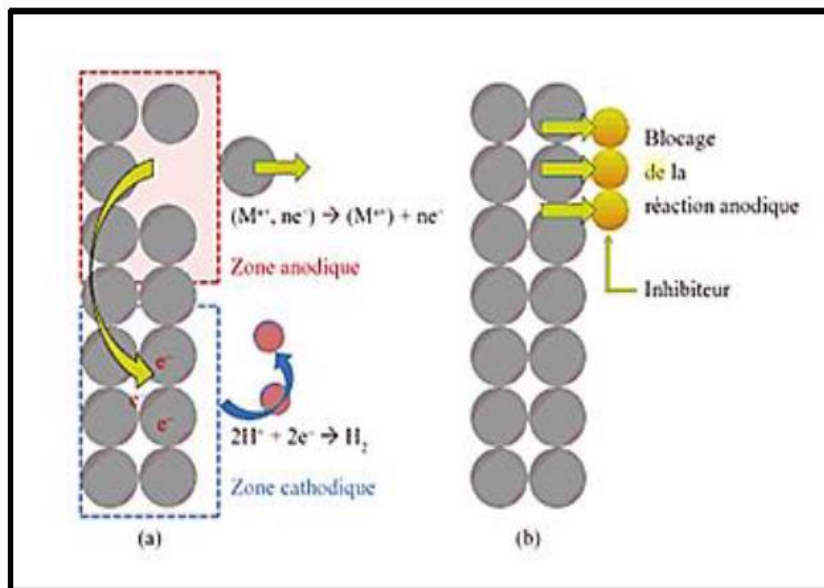 (Mⁿ⁺, ne⁻) → (Mⁿ⁺) + ne⁻
Zone anodique
e⁻
e⁻
e⁻
2H⁺ + 2e⁻ → H₂
Zone cathodique
(a)
Blocage
de la
réaction anodique
Inhibiteur
(b)